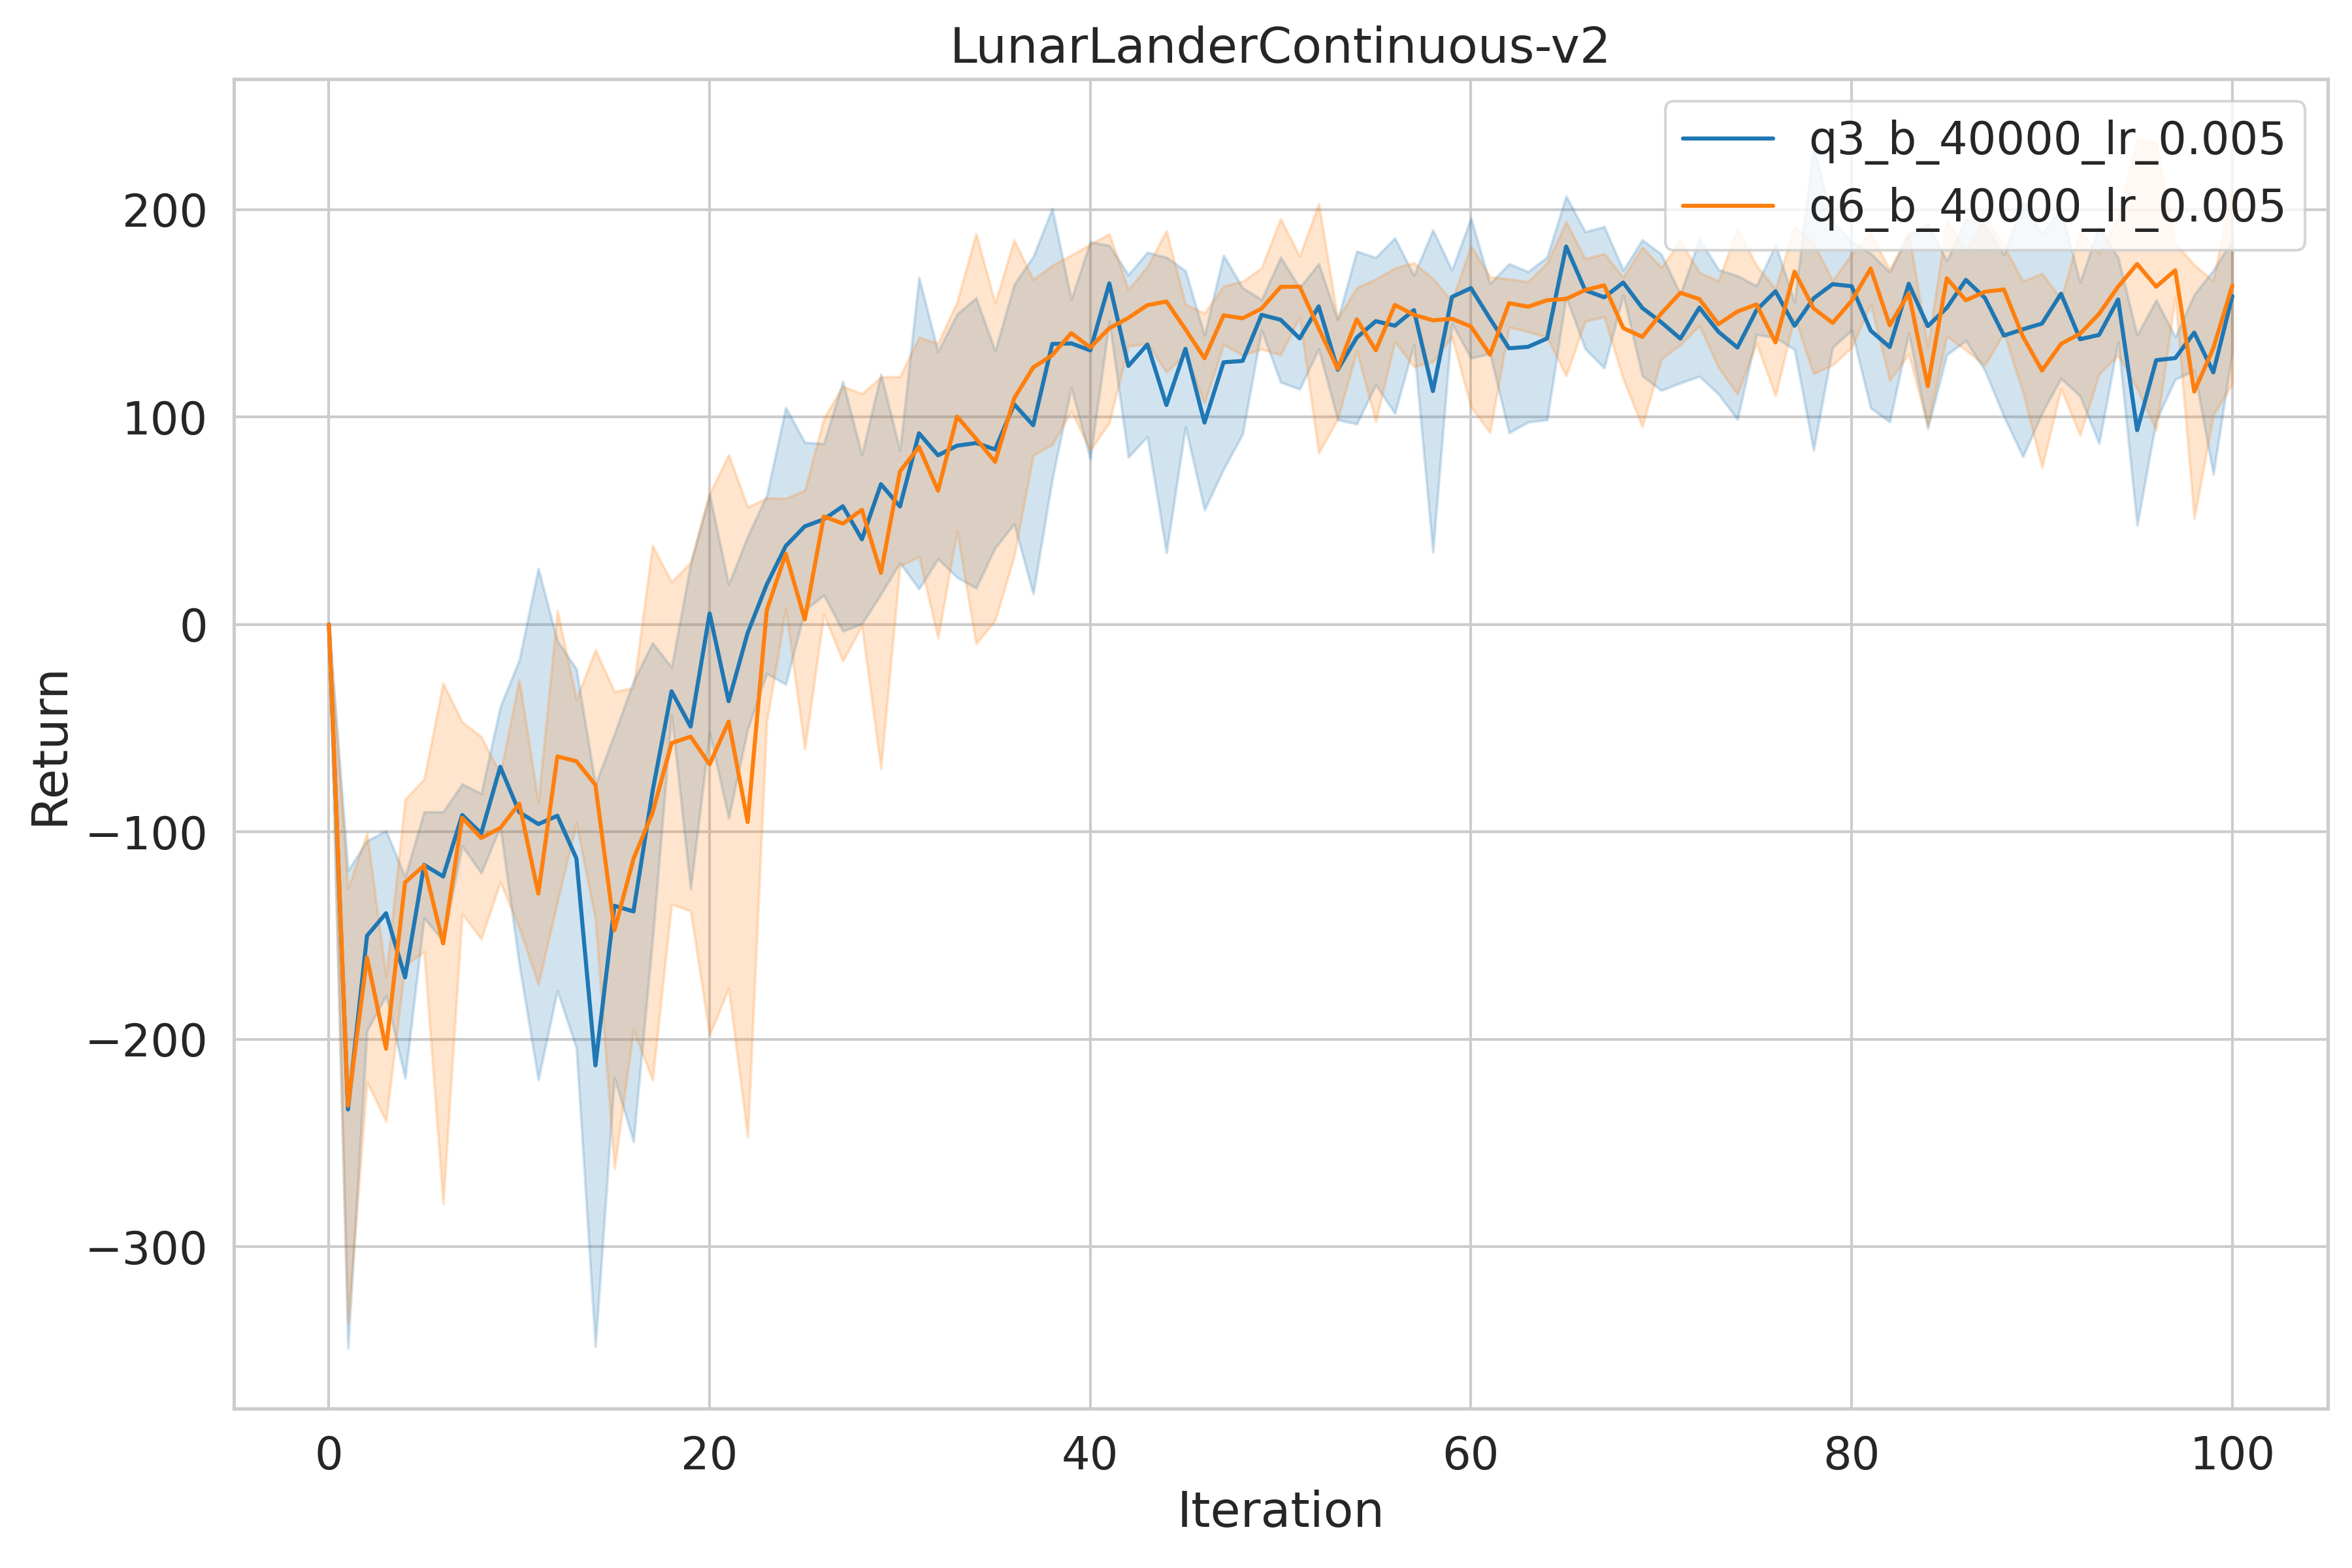 LunarLanderContinuous-v2
q3_b_40000_lr_0.005
q6_b_40000_lr_0.005
Return
200
100
0
−100
−200
−300
0 20 40 60 80 100
Iteration